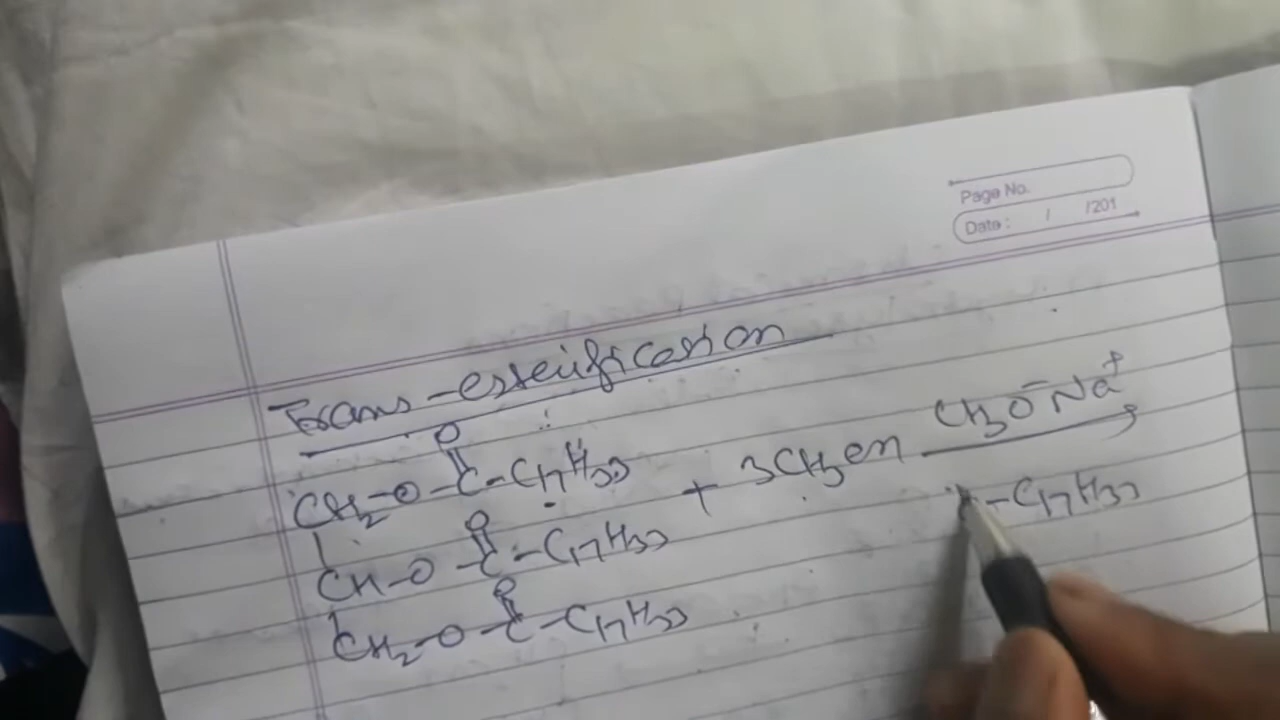 Page No.
Date : / /201
Trans-esterification
O
CH2-O-C-C17H33 + 3CH3OH CH3O-Na+
O
CH-O C-C17H33
-C17H33
O
CH2-O-C-C17H33